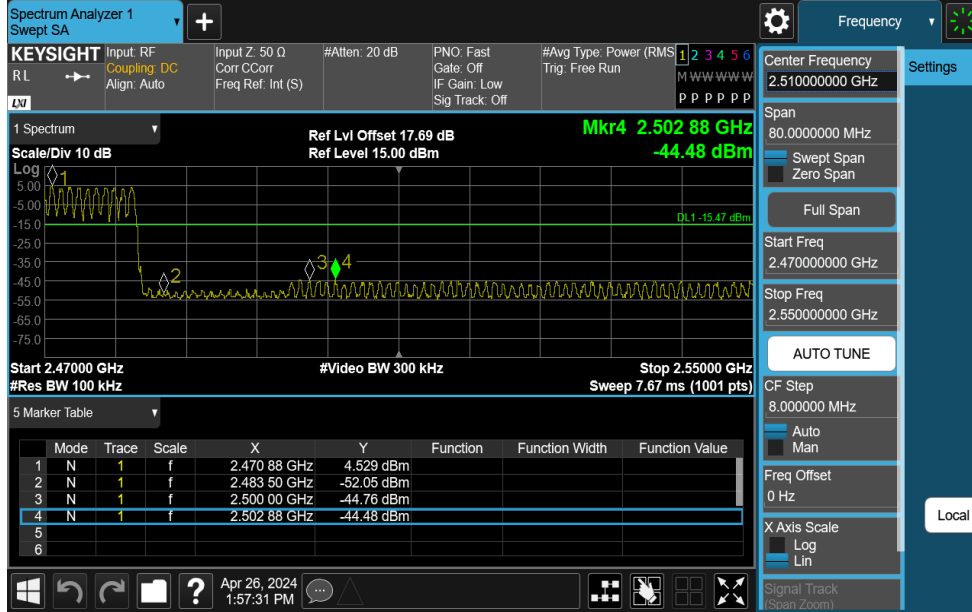 Spectrum Analyzer 1
Swept SA
Frequency
KEYSIGHT
R L
LXI
Input: RF
Coupling: DC
Align: Auto
Input Z: 50 Ω
Corr CCorr
Freq Ref: Int (S)
#Atten: 20 dB
PNO: Fast
Gate: Off
IF Gain: Low
Sig Track: Off
#Avg Type: Power (RMS
Trig: Free Run
1 2 3 4 5 6
M W W W W W
P P P P P P
1 Spectrum
Scale/Div 10 dB
Ref Lvl Offset 17.69 dB
Ref Level 15.00 dBm
Mkr4 2.502 88 GHz
-44.48 dBm
Log
5.00
-5.00
-15.0
-25.0
-35.0
-45.0
-55.0
-65.0
-75.0
1
2
3
4
DL1 -15.47 dBm
Start 2.47000 GHz
#Video BW 300 kHz
Stop 2.55000 GHz
#Res BW 100 kHz
Sweep 7.67 ms (1001 pts)
5 Marker Table
Mode Trace Scale X Y Function Function Width Function Value
1 N 1 f 2.470 88 GHz 4.529 dBm
2 N 1 f 2.483 50 GHz -52.05 dBm
3 N 1 f 2.500 00 GHz -44.76 dBm
4 N 1 f 2.502 88 GHz -44.48 dBm
5
6
?
Apr 26, 2024
1:57:31 PM
Center Frequency
2.510000000 GHz
Span
80.0000000 MHz
Swept Span
Zero Span
Full Span
Start Freq
2.470000000 GHz
Stop Freq
2.550000000 GHz
AUTO TUNE
CF Step
8.000000 MHz
Auto
Man
Freq Offset
0 Hz
X Axis Scale
Log
Lin
Signal Track
(Span Zoom)
Settings
Local